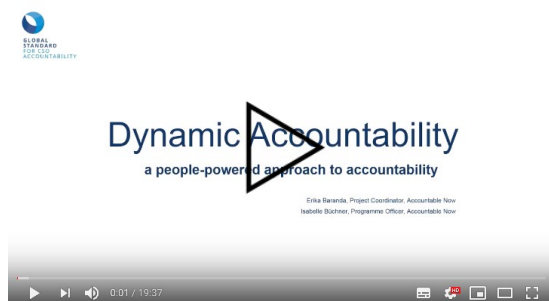 GLOBAL
STANDARD
FOR CSO
ACCOUNTABILITY
Dynamic Accountability
a people-powered approach to accountability
Erika Baranda, Project Coordinator, Accountable Now
Isabelle Büchner, Programme Officer, Accountable Now
0:01 / 19:37
HD